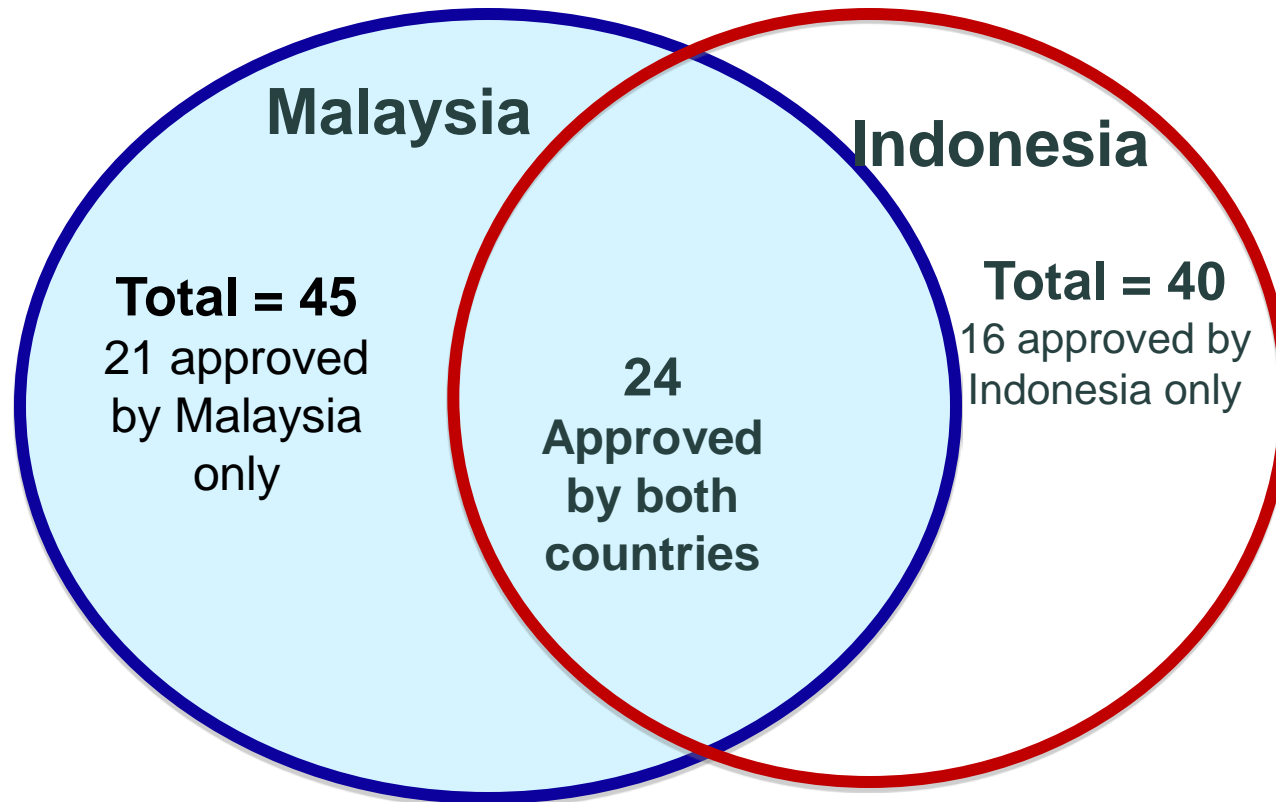 Malaysia
Indonesia
Total = 45
21 approved
by Malaysia
only
24
Approved
by both
countries
Total = 40
16 approved by
Indonesia only